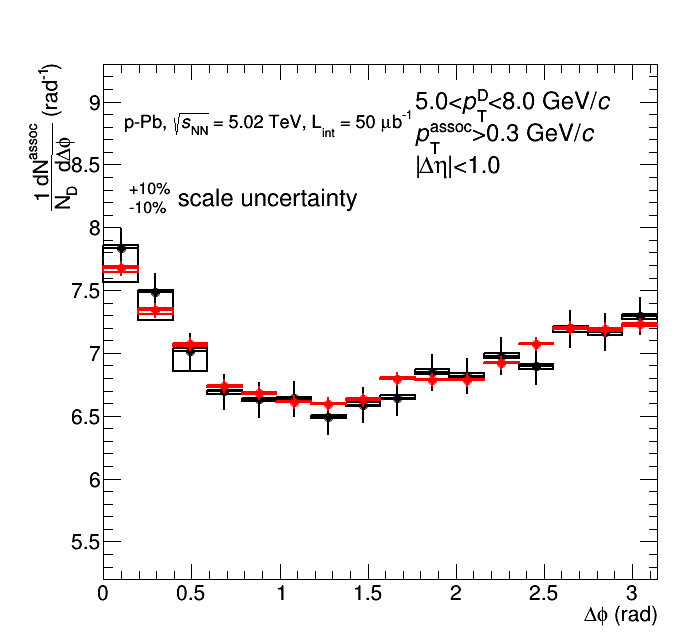 1 dN^assoc / N_D dΔϕ (rad^-1)
p-Pb, √s_NN = 5.02 TeV, L_int = 50 μb^-1
5.0<p_T^D<8.0 GeV/c
p_T^assoc>0.3 GeV/c
|Δη|<1.0
+10%
-10% scale uncertainty
9
8.5
8
7.5
7
6.5
6
5.5
0 0.5 1 1.5 2 2.5 3
Δϕ (rad)